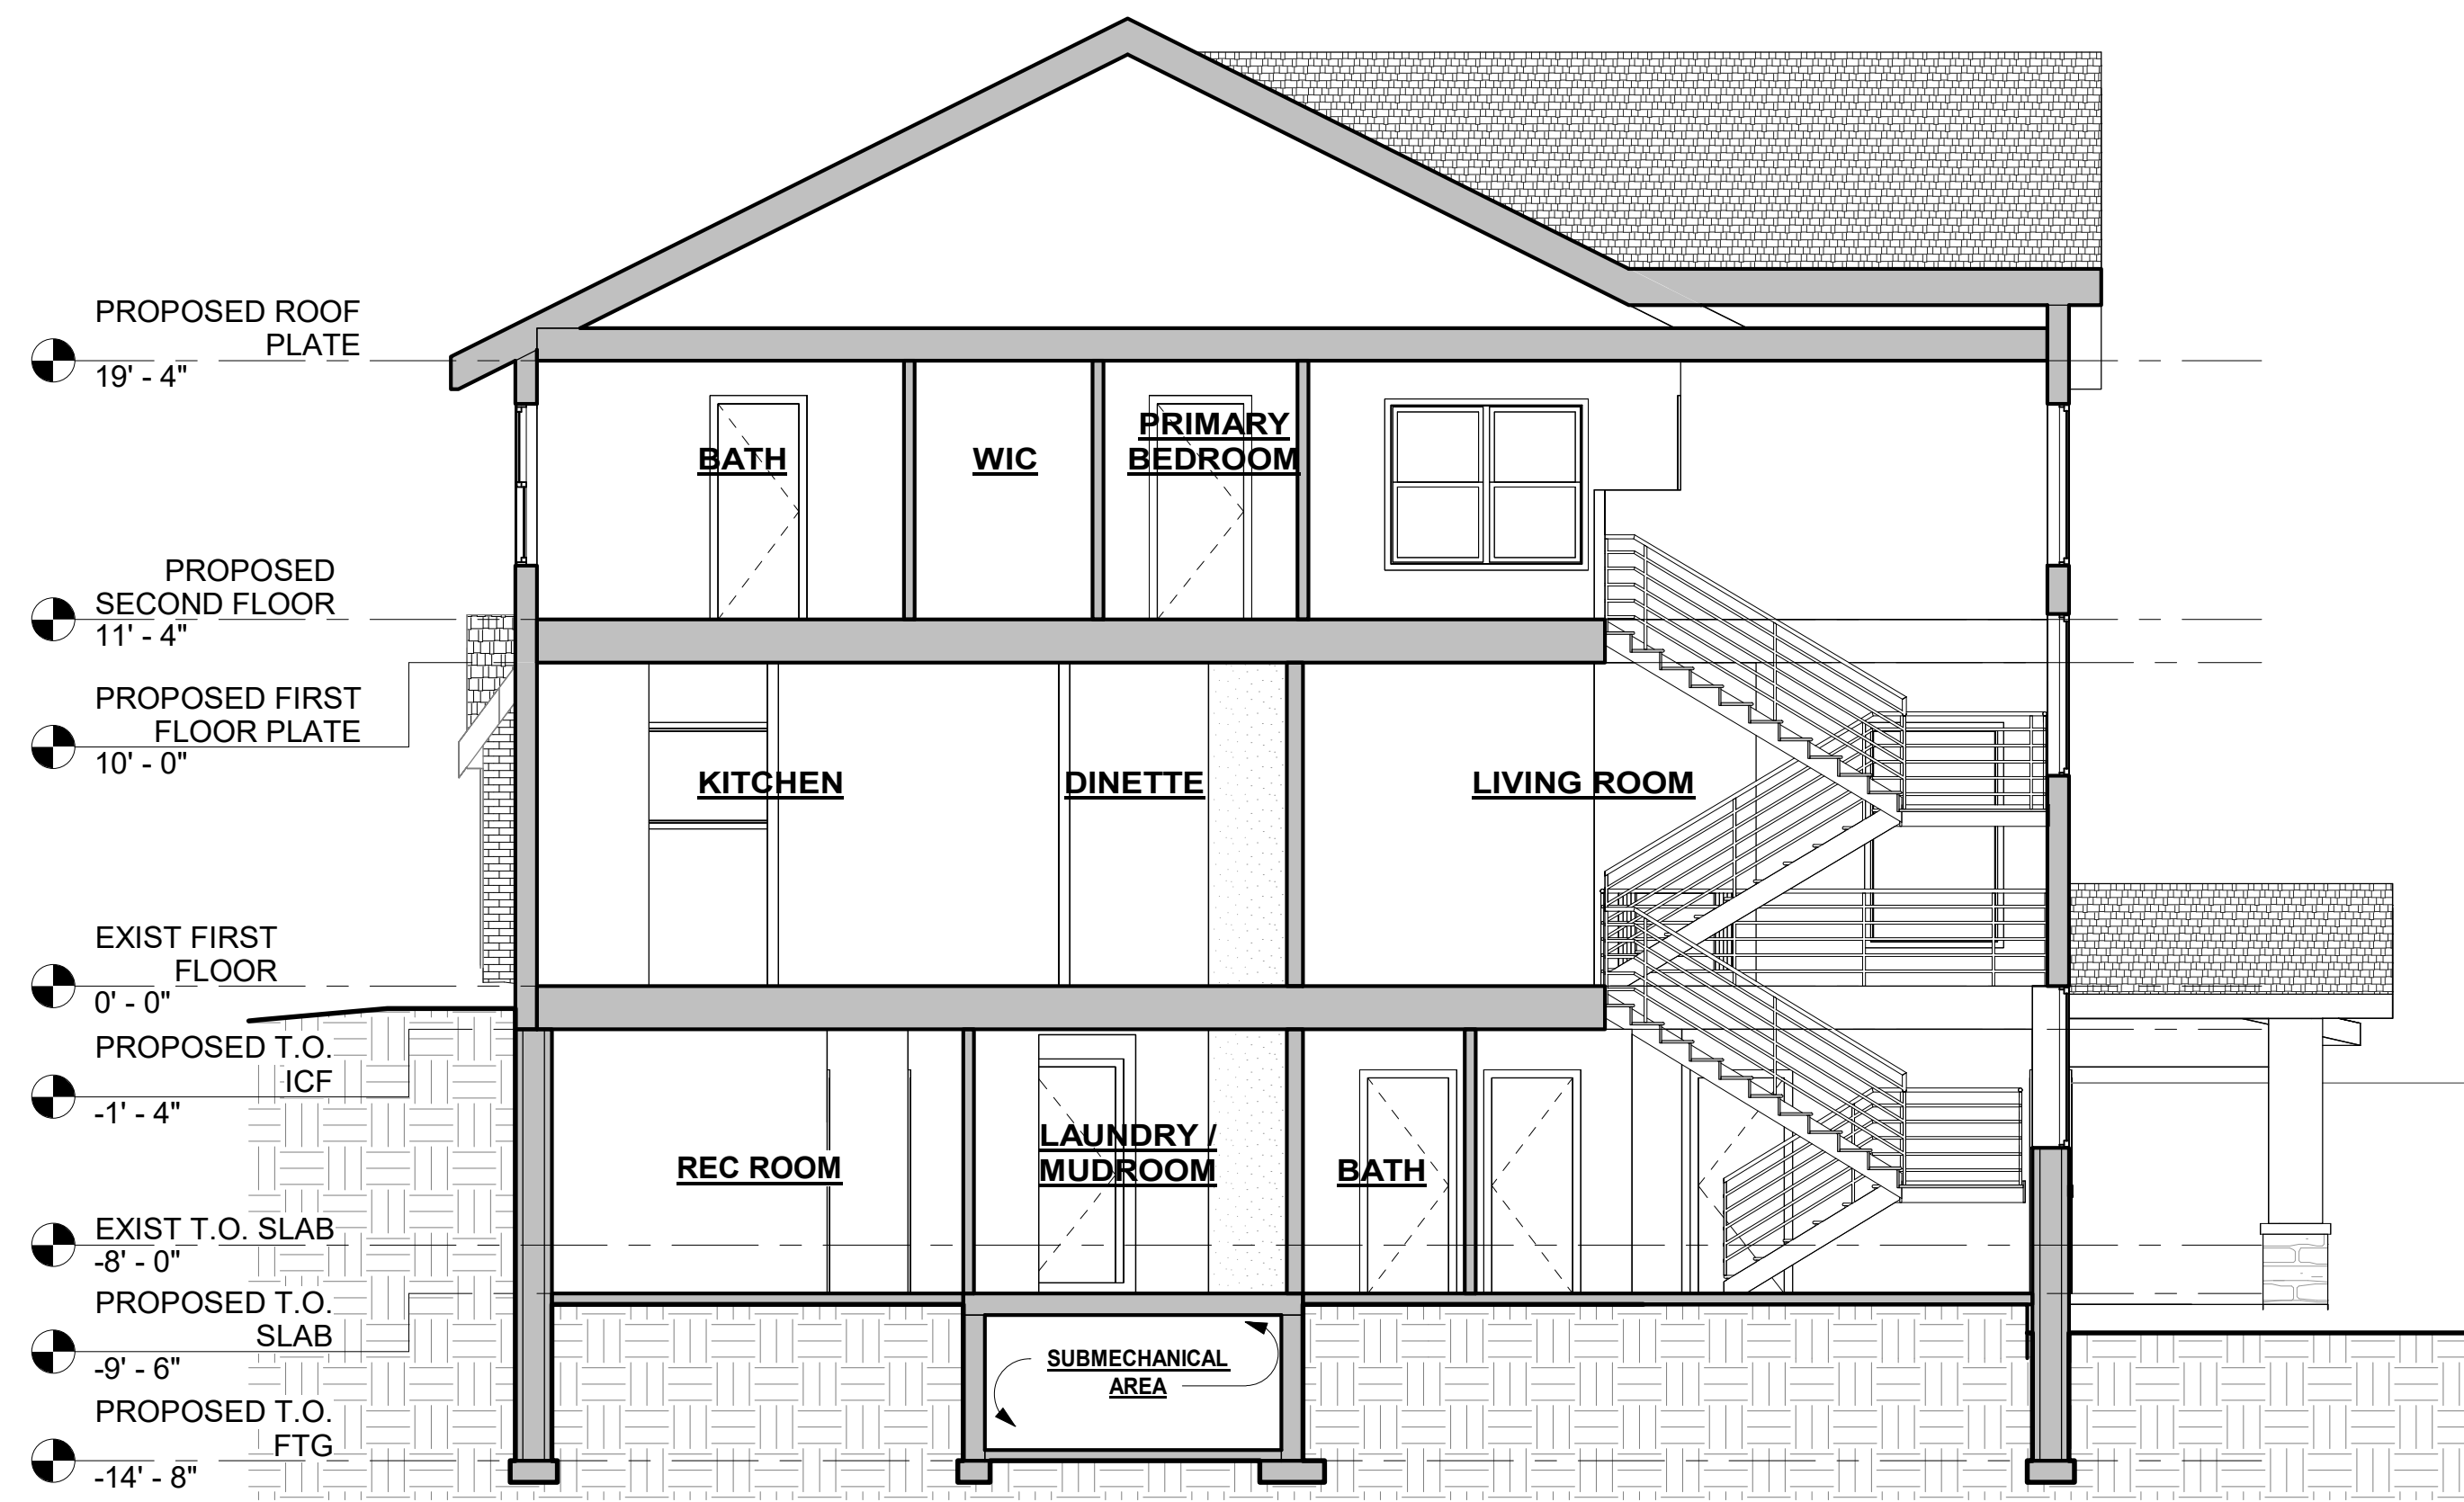 PROPOSED ROOF
PLATE
19' - 4"
PROPOSED
SECOND FLOOR
11' - 4"
PROPOSED FIRST
FLOOR PLATE
10' - 0"
EXIST FIRST
FLOOR
0' - 0"
PROPOSED T.O.
ICF
-1' - 4"
EXIST T.O. SLAB
-8' - 0"
PROPOSED T.O.
SLAB
-9' - 6"
PROPOSED T.O.
FTG
-14' - 8"
BATH
WIC
PRIMARY
BEDROOM
KITCHEN
DINETTE
LIVING ROOM
REC ROOM
LAUNDRY /
MUDROOM
BATH
SUBMECHANICAL
AREA